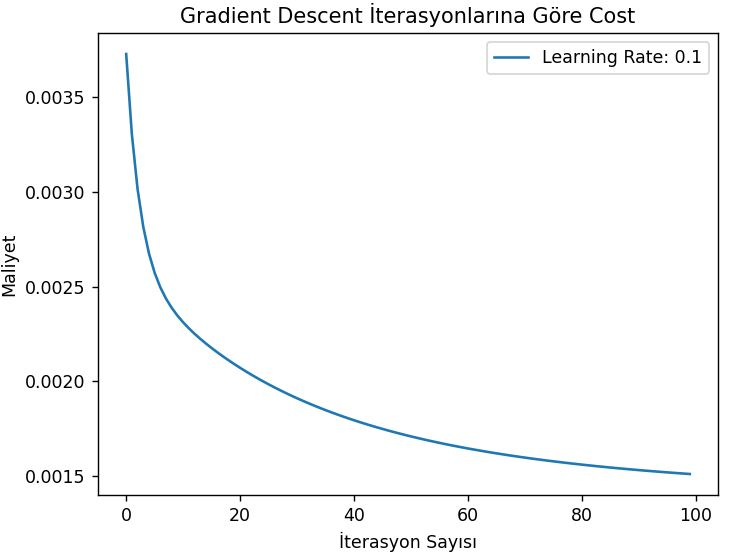 Gradient Descent İterasyonlarına Göre Cost
Learning Rate: 0.1
Maliyet
0.0035
0.0030
0.0025
0.0020
0.0015
0 20 40 60 80 100
İterasyon Sayısı